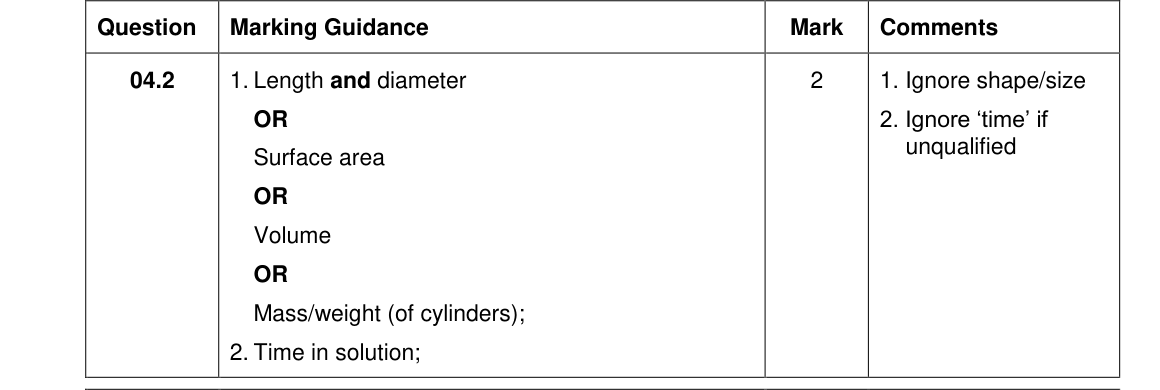 Question Marking Guidance Mark Comments
04.2 1. Length and diameter 2 1. Ignore shape/size
OR 2. Ignore ‘time’ if
unqualified
Surface area
OR
Volume
OR
Mass/weight (of cylinders);
2. Time in solution;